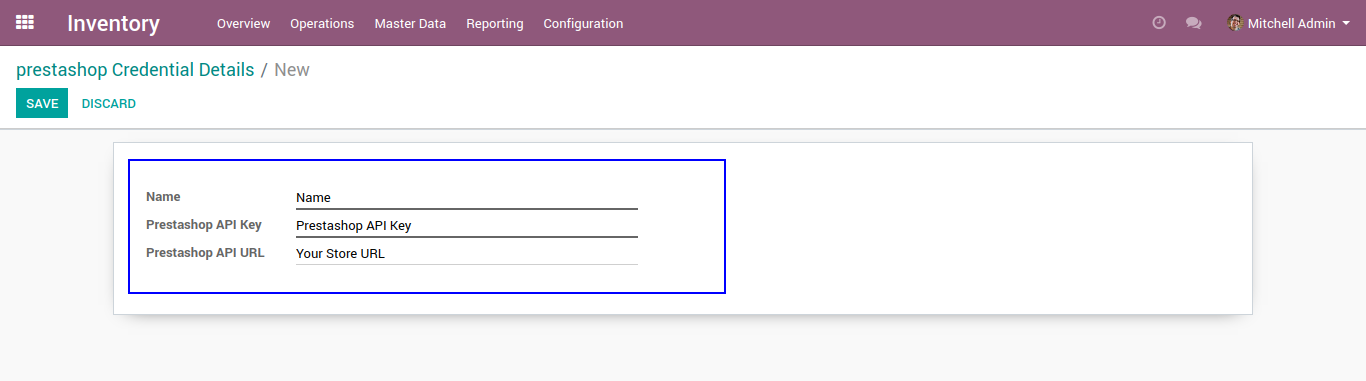 Inventory Overview Operations Master Data Reporting Configuration Mitchell Admin
prestashop Credential Details / New
SAVE DISCARD
Name Name
Prestashop API Key Prestashop API Key
Prestashop API URL Your Store URL